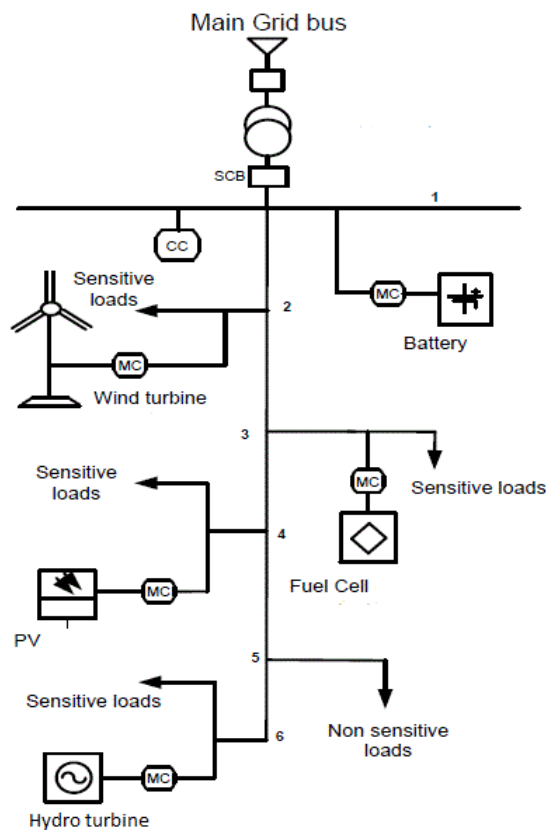 Main Grid bus
SCB
1
CC
Sensitive
loads
2
MC
Battery
MC
Wind turbine
3
Sensitive
loads
MC
Sensitive loads
4
MC
Fuel Cell
PV
5
Sensitive loads
Non sensitive
loads
6
MC
Hydro turbine